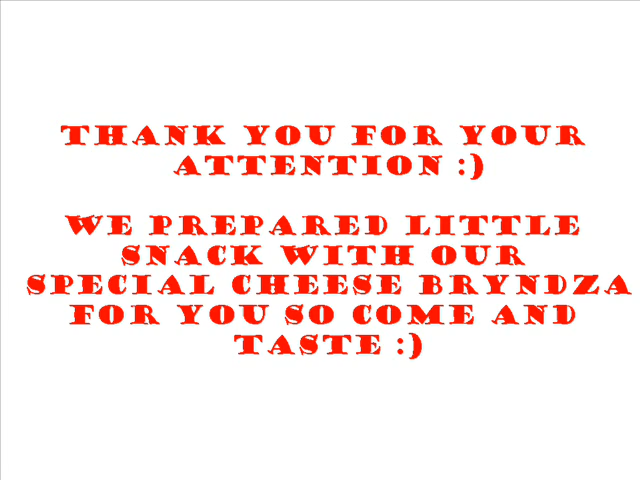 THANK YOU FOR YOUR
ATTENTION :)
WE PREPARED LITTLE
SNACK WITH OUR
SPECIAL CHEESE BRYNDZA
FOR YOU SO COME AND
TASTE :)